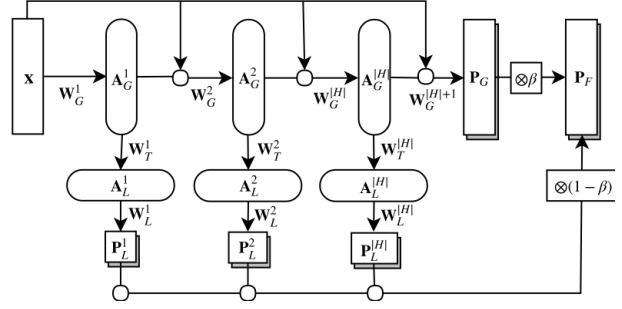 x
W_G^1
A_G^1
W_G^2
A_G^2
W_G^{|H|}
A_G^{|H|}
W_G^{|H|+1}
P_G
⊗β
P_F
W_T^1
W_T^2
W_T^{|H|}
A_L^1
A_L^2
A_L^{|H|}
⊗(1 − β)
W_L^1
W_L^2
W_L^{|H|}
P_L^1
P_L^2
P_L^{|H|}